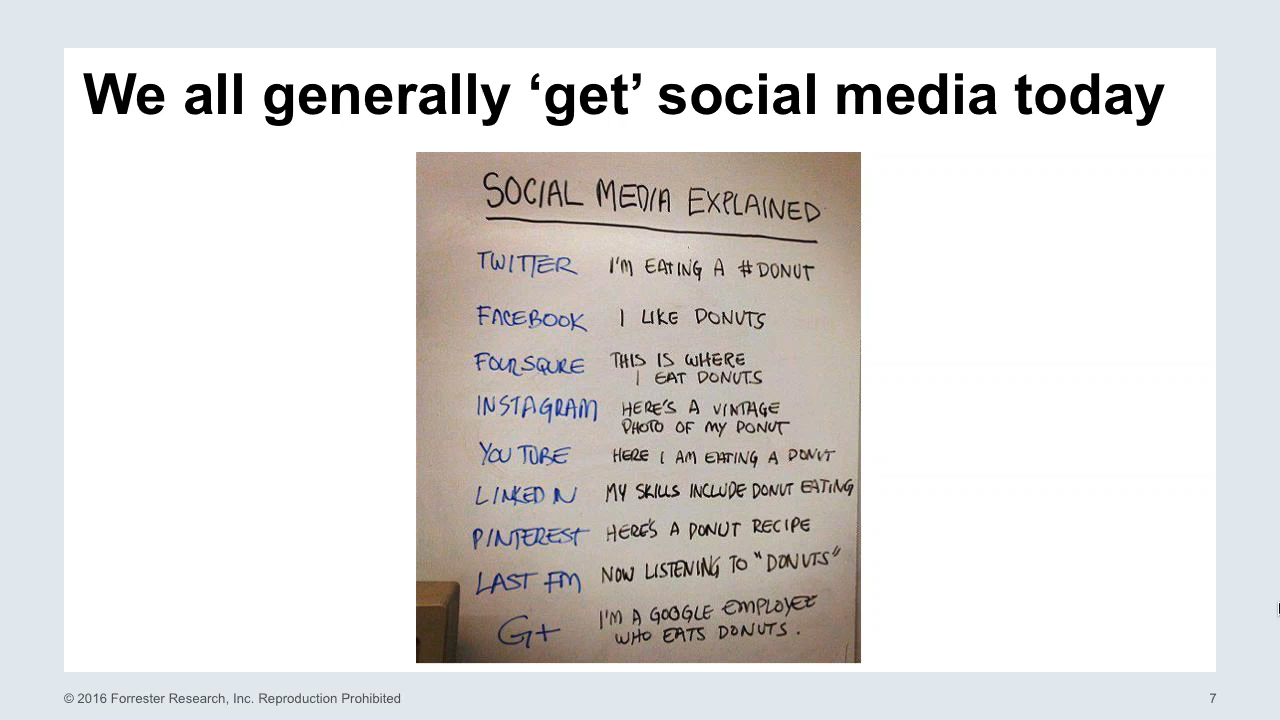 We all generally ‘get’ social media today
SOCIAL MEDIA EXPLAINED
TWITTER I'M EATING A #DONUT
FACEBOOK I LIKE DONUTS
FOURSQURE THIS IS WHERE
I EAT DONUTS
INSTAGRAM HERE'S A VINTAGE
PHOTO OF MY DONUT
YOU TUBE HERE I AM EATING A DONUT
LINKED IN MY SKILLS INCLUDE DONUT EATING
PINTEREST HERE'S A DONUT RECIPE
LAST FM NOW LISTENING TO "DONUTS"
G+ I'M A GOOGLE EMPLOYEE
WHO EATS DONUTS.
© 2016 Forrester Research, Inc. Reproduction Prohibited
7